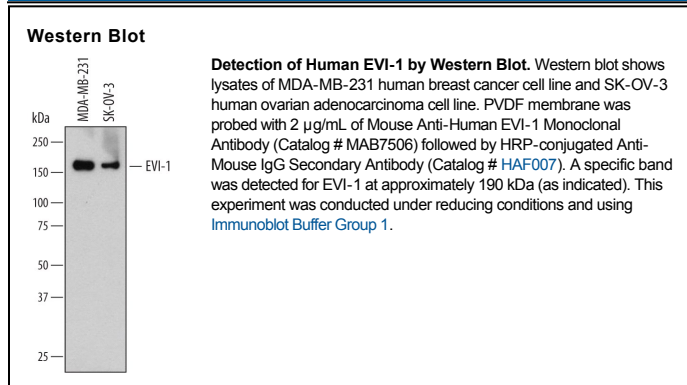 Western Blot
MDA-MB-231
SK-OV-3
kDa
250
150
100
75
50
37
25
EVI-1
Detection of Human EVI-1 by Western Blot. Western blot shows
lysates of MDA-MB-231 human breast cancer cell line and SK-OV-3
human ovarian adenocarcinoma cell line. PVDF membrane was
probed with 2 µg/mL of Mouse Anti-Human EVI-1 Monoclonal
Antibody (Catalog # MAB7506) followed by HRP-conjugated Anti-
Mouse IgG Secondary Antibody (Catalog # HAF007). A specific band
was detected for EVI-1 at approximately 190 kDa (as indicated). This
experiment was conducted under reducing conditions and using
Immunoblot Buffer Group 1.